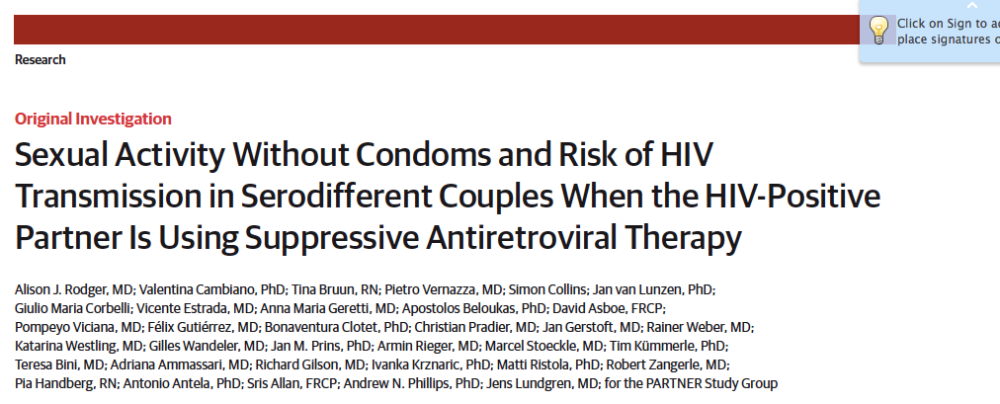 Click on Sign to
place signatures
Research
Original Investigation
Sexual Activity Without Condoms and Risk of HIV
Transmission in Serodifferent Couples When the HIV-Positive
Partner Is Using Suppressive Antiretroviral Therapy
Alison J. Rodger, MD; Valentina Cambiano, PhD; Tina Bruun, RN; Pietro Vernazza, MD; Simon Collins; Jan van Lunzen, PhD;
Giulio Maria Corbelli; Vicente Estrada, MD; Anna Maria Geretti, MD; Apostolos Beloukas, PhD; David Asboe, FRCP;
Pompeyo Viciana, MD; Félix Gutiérrez, MD; Bonaventura Clotet, PhD; Christian Pradier, MD; Jan Gerstoft, MD; Rainer Weber, MD;
Katarina Westling, MD; Gilles Wandeler, MD; Jan M. Prins, PhD; Armin Rieger, MD; Marcel Stoeckle, MD; Tim Kümmerle, PhD;
Teresa Bini, MD; Adriana Ammassari, MD; Richard Gilson, MD; Ivanka Krznaric, PhD; Matti Ristola, PhD; Robert Zangerle, MD;
Pia Handberg, RN; Antonio Antela, PhD; Sris Allan, FRCP; Andrew N. Phillips, PhD; Jens Lundgren, MD; for the PARTNER Study Group